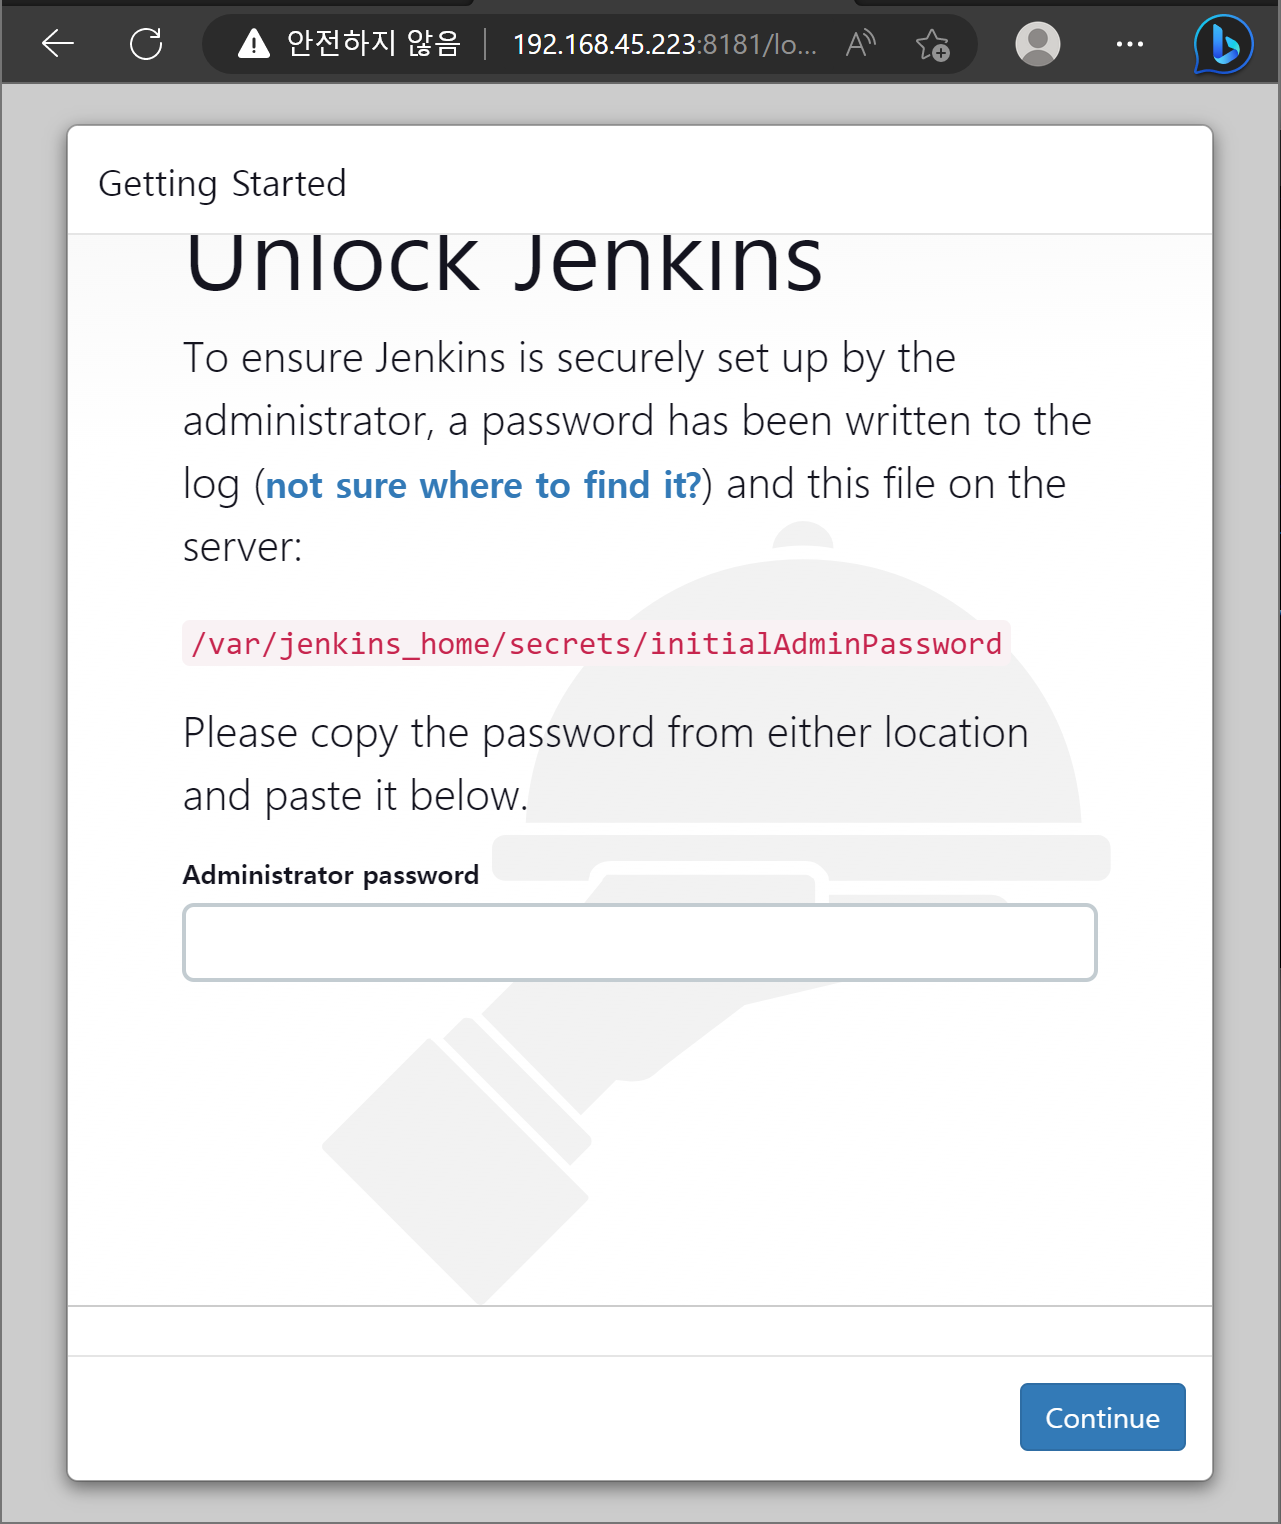 안전하지 않음 | 192.168.45.223:8181/lo...
Getting Started
Unlock Jenkins
To ensure Jenkins is securely set up by the
administrator, a password has been written to the
log (not sure where to find it?) and this file on the
server:
/var/jenkins_home/secrets/initialAdminPassword
Please copy the password from either location
and paste it below.
Administrator password
Continue